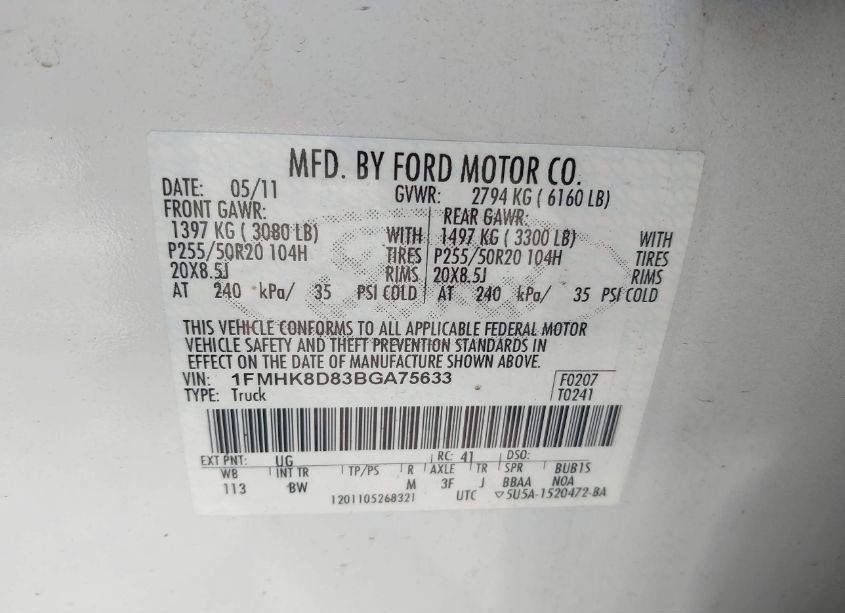 MFD. BY FORD MOTOR CO.
DATE: 05/11 GVWR: 2794 KG ( 6160 LB)
FRONT GAWR: REAR GAWR:
1397 KG ( 3080 LB) WITH 1497 KG ( 3300 LB) WITH
P255/50R20 104H TIRES P255/50R20 104H TIRES
20X8.5J RIMS 20X8.5J RIMS
AT 240 kPa/ 35 PSI COLD AT 240 kPa/ 35 PSI COLD
THIS VEHICLE CONFORMS TO ALL APPLICABLE FEDERAL MOTOR
VEHICLE SAFETY AND THEFT PREVENTION STANDARDS IN
EFFECT ON THE DATE OF MANUFACTURE SHOWN ABOVE.
VIN: 1FMHK8D83BGA75633 F0207
TYPE: Truck T0241
EXT PNT: UG RC: 41 DSO:
WB INT TR TP/PS R AXLE TR SPR BUB1S
113 BW M 3F J BBAA NOA
1201105268321 UTC ▽5U5A-1520472-BA